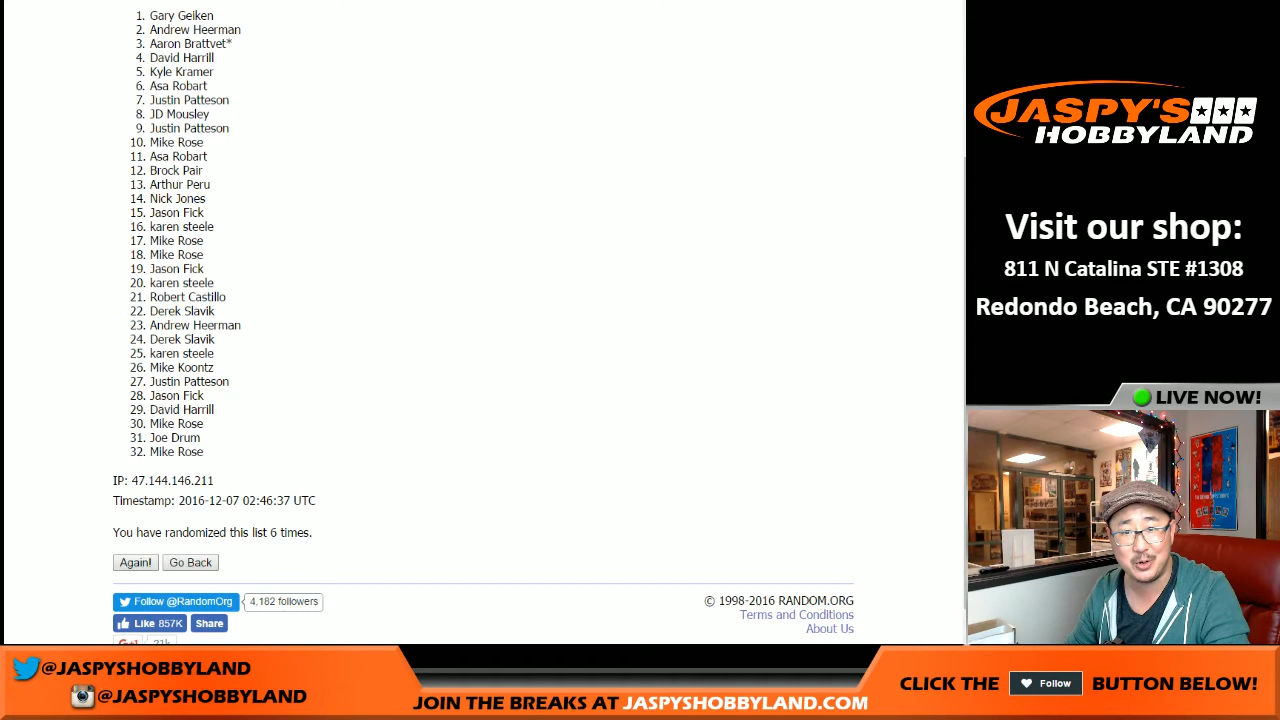 1. Gary Geiken
2. Andrew Heerman
3. Aaron Brattvet*
4. David Harrill
5. Kyle Kramer
6. Asa Robart
7. Justin Patteson
8. JD Mousley
9. Justin Patteson
10. Mike Rose
11. Asa Robart
12. Brock Pair
13. Arthur Peru
14. Nick Jones
15. Jason Fick
16. karen steele
17. Mike Rose
18. Mike Rose
19. Jason Fick
20. karen steele
21. Robert Castillo
22. Derek Slavik
23. Andrew Heerman
24. Derek Slavik
25. karen steele
26. Mike Koontz
27. Justin Patteson
28. Jason Fick
29. David Harrill
30. Mike Rose
31. Joe Drum
32. Mike Rose
IP: 47.144.146.211
Timestamp: 2016-12-07 02:46:37 UTC
You have randomized this list 6 times.
Again! Go Back
Follow @RandomOrg 4,182 followers
Like 857K Share
© 1998-2016 RANDOM.ORG
Terms and Conditions
About Us
JASPY'S
HOBBYLAND
Visit our shop:
811 N Catalina STE #1308
Redondo Beach, CA 90277
LIVE NOW!
@JASPYSHOBBYLAND
@JASPYSHOBBYLAND
JOIN THE BREAKS AT JASPYSHOBBYLAND.COM
CLICK THE Follow BUTTON BELOW!